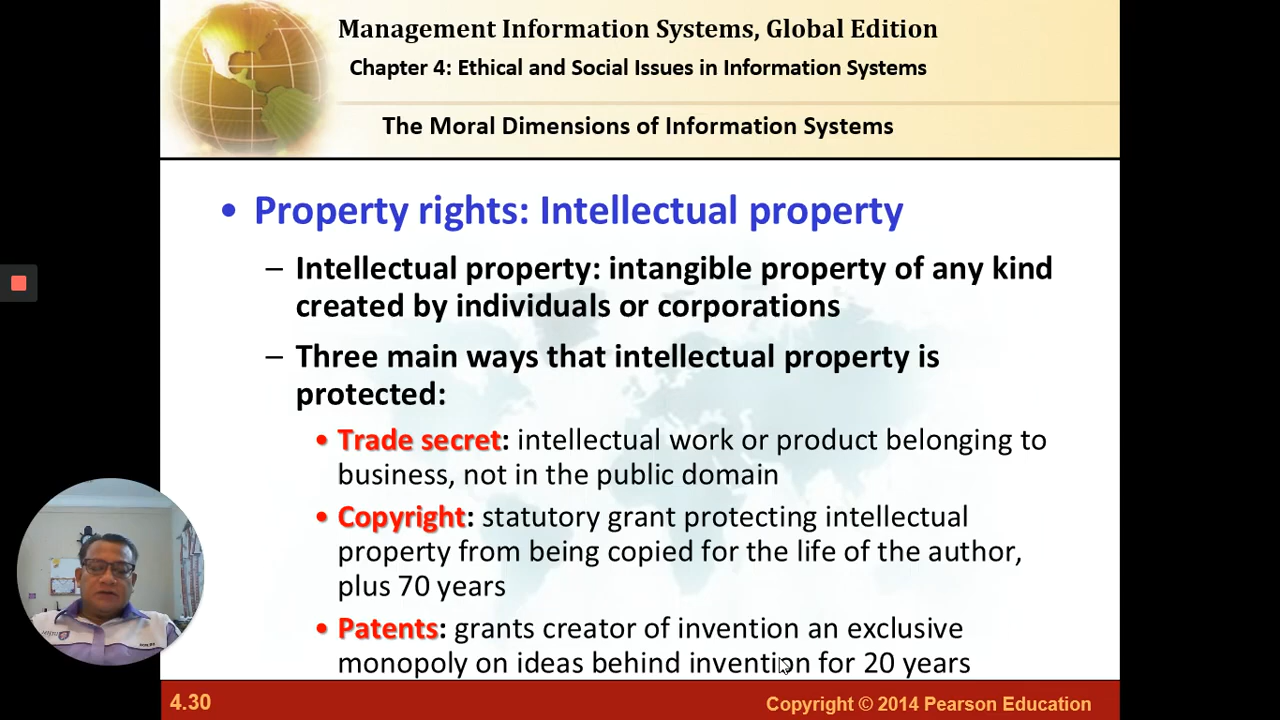 Management Information Systems, Global Edition
Chapter 4: Ethical and Social Issues in Information Systems
The Moral Dimensions of Information Systems
• Property rights: Intellectual property
– Intellectual property: intangible property of any kind
created by individuals or corporations
– Three main ways that intellectual property is
protected:
• Trade secret: intellectual work or product belonging to
business, not in the public domain
• Copyright: statutory grant protecting intellectual
property from being copied for the life of the author,
plus 70 years
• Patents: grants creator of invention an exclusive
monopoly on ideas behind invention for 20 years
4.30
Copyright © 2014 Pearson Education